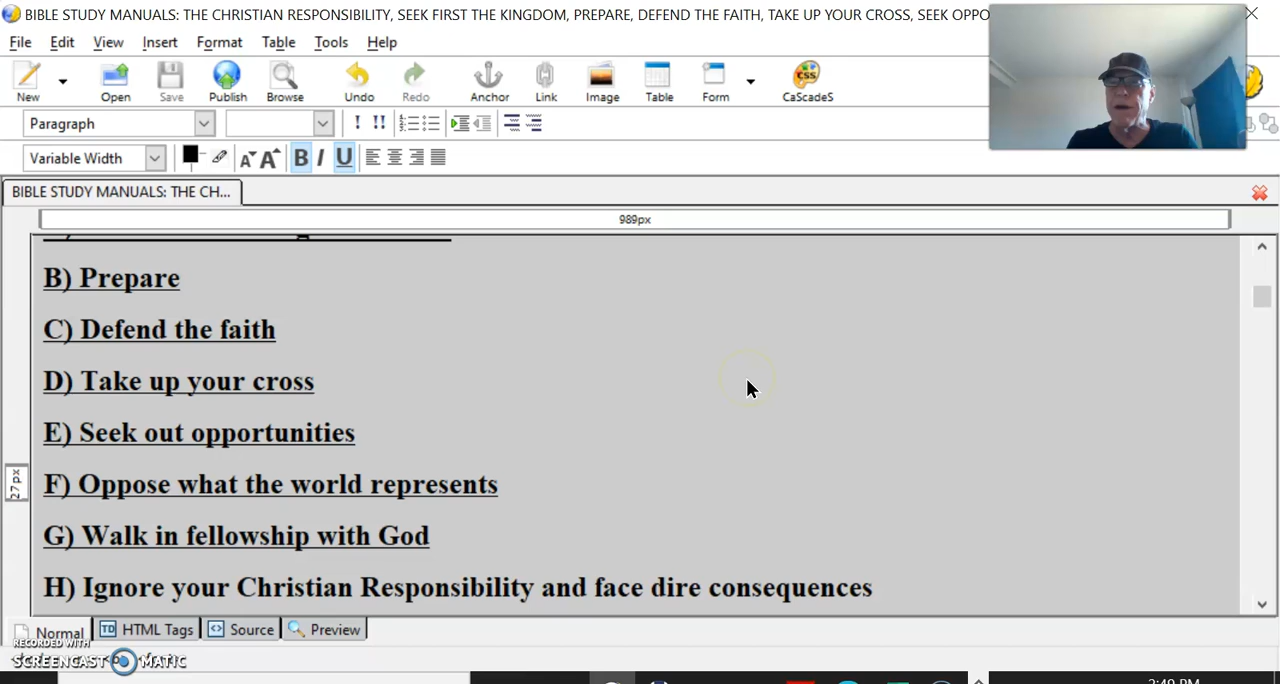 BIBLE STUDY MANUALS: THE CHRISTIAN RESPONSIBILITY, SEEK FIRST THE KINGDOM, PREPARE, DEFEND THE FAITH, TAKE UP YOUR CROSS, SEEK OPPO
File Edit View Insert Format Table Tools Help
New Open Save Publish Browse Undo Redo Anchor Link Image Table Form CaScadeS
Paragraph
Variable Width
BIBLE STUDY MANUALS: THE CH...
989px
B) Prepare
C) Defend the faith
D) Take up your cross
E) Seek out opportunities
27px
F) Oppose what the world represents
G) Walk in fellowship with God
H) Ignore your Christian Responsibility and face dire consequences
Normal HTML Tags Source Preview
RECORDED WITH
SCREENCAST MATIC
2:49 PM